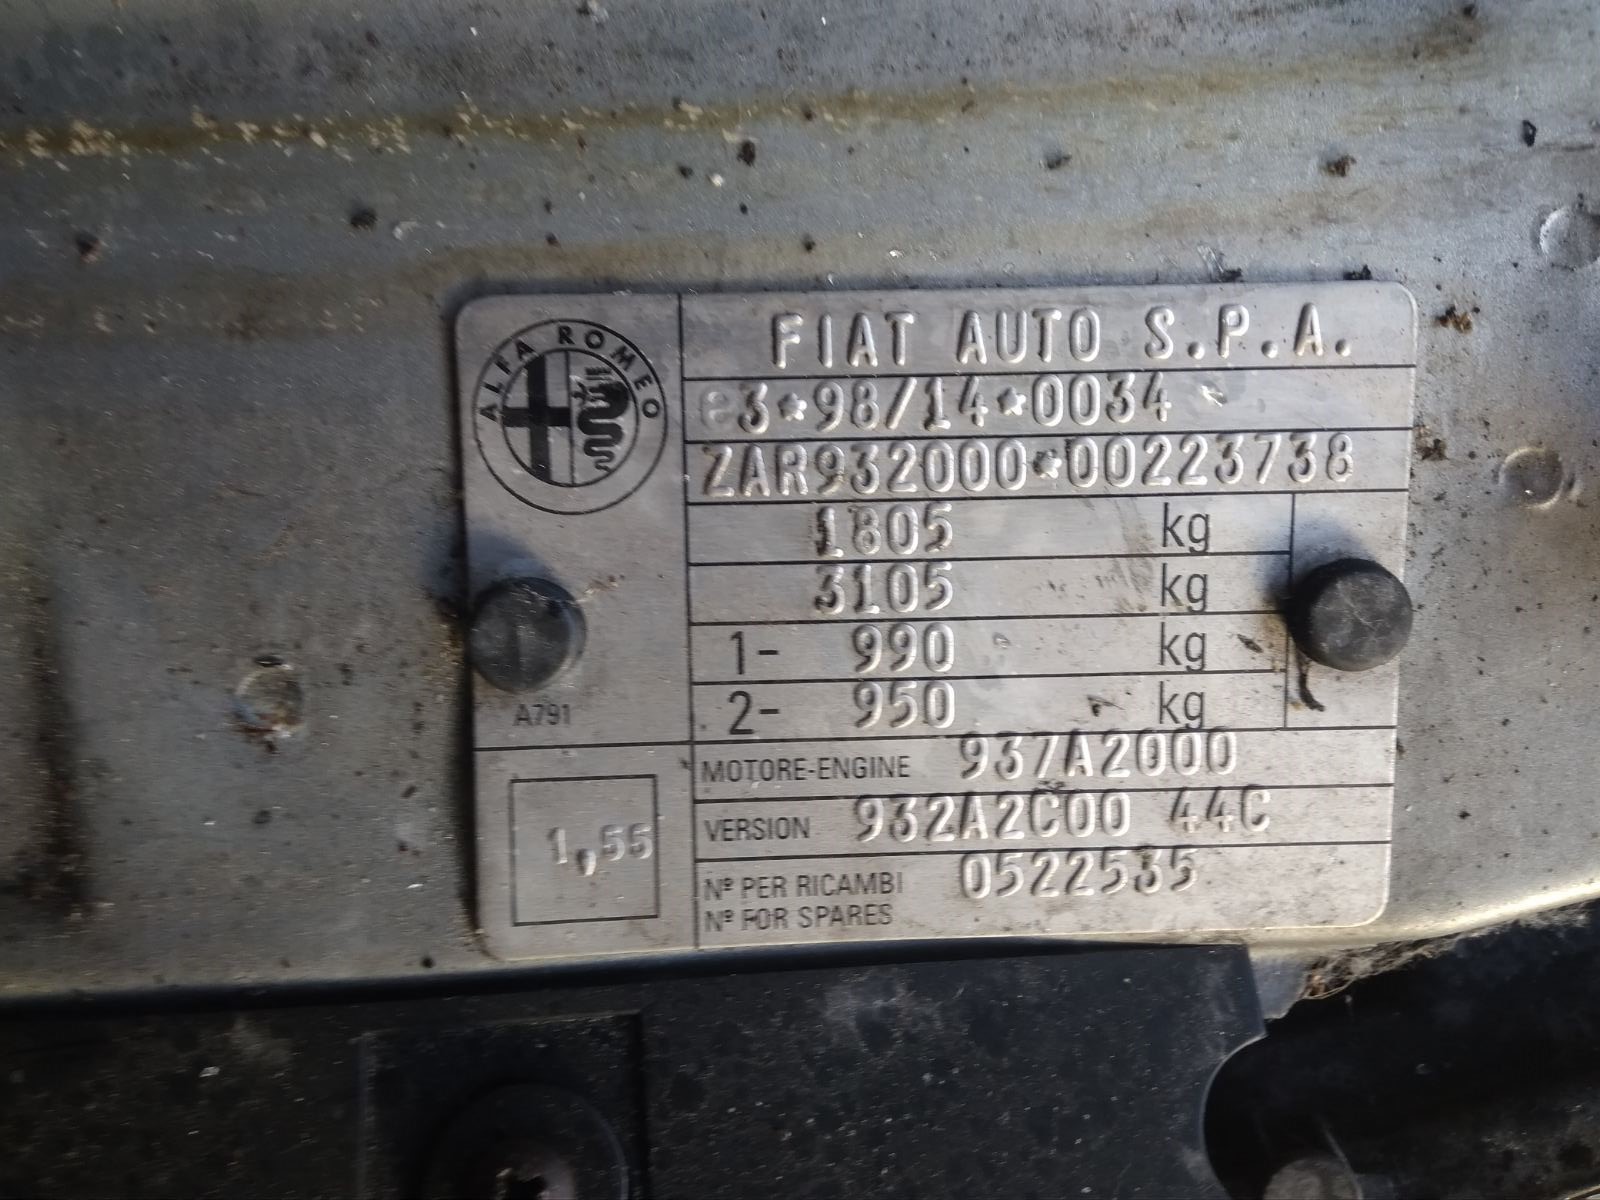 ALFA ROMEO
FIAT AUTO S.P.A.
e3*98/14*0034
ZAR932000*00223738
1805 kg
3105 kg
1- 990 kg
2- 950 kg
A791
MOTORE-ENGINE 937A2000
VERSION 932A2C00 44C
1,55
Nº PER RICAMBI 0522535
Nº FOR SPARES